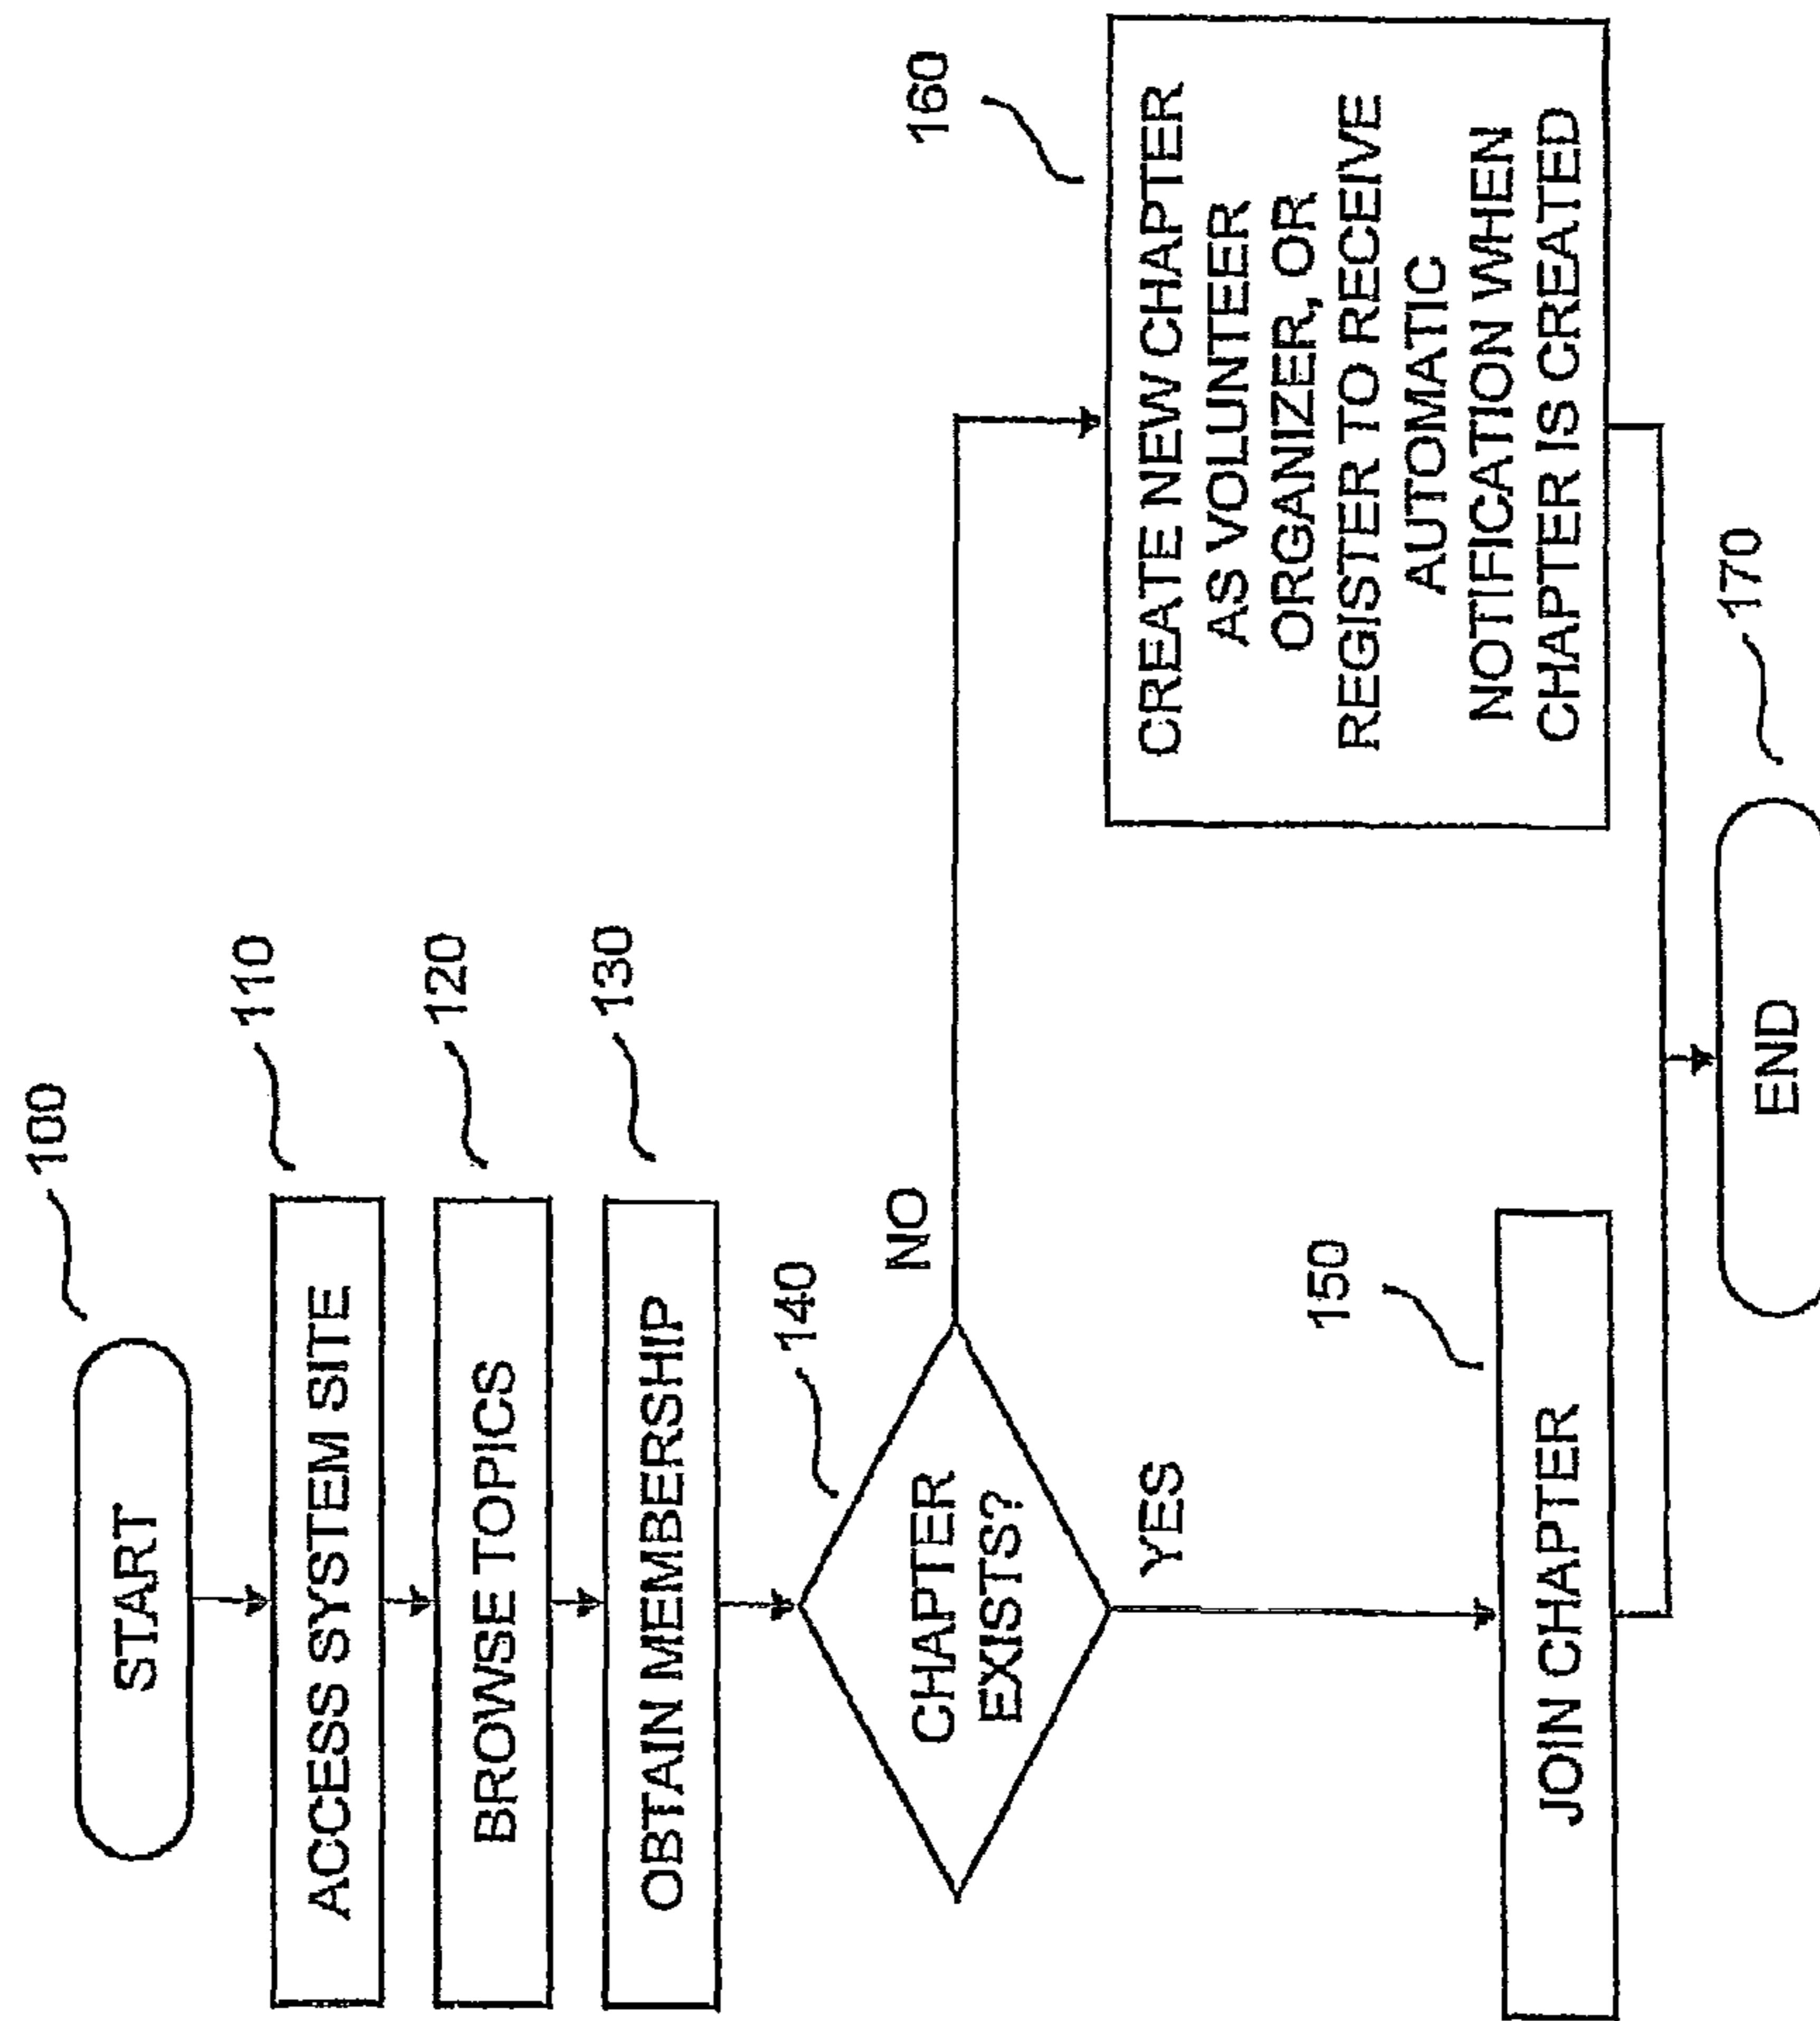 100
START
110
ACCESS SYSTEM SITE
120
BROWSE TOPICS
130
OBTAIN MEMBERSHIP
140
CHAPTER
EXISTS?
NO
YES
150
JOIN CHAPTER
160
CREATE NEW CHAPTER
AS VOLUNTEER
ORGANIZER, OR
REGISTER TO RECEIVE
AUTOMATIC
NOTIFICATION WHEN
CHAPTER IS CREATED
170
END